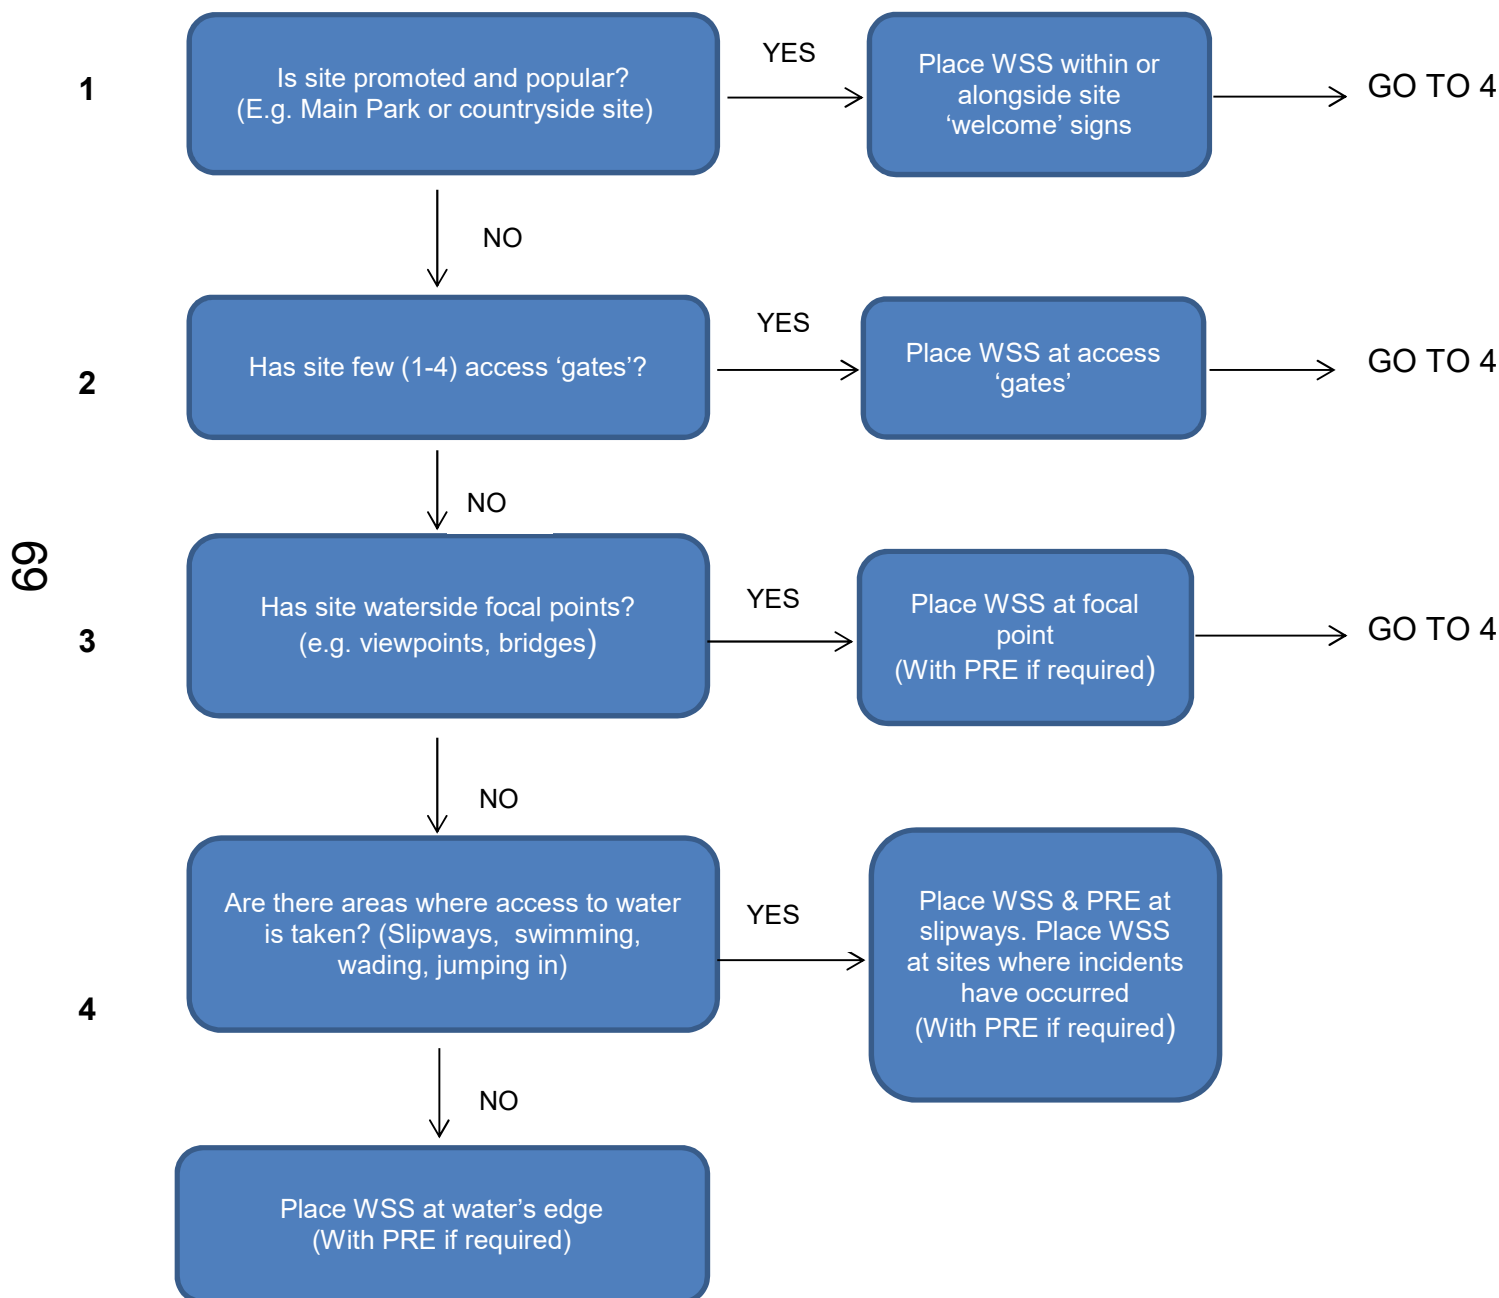 1
Is site promoted and popular?
(E.g. Main Park or countryside site)
YES
Place WSS within or
alongside site
‘welcome’ signs
GO TO 4
NO
2
Has site few (1-4) access ‘gates’?
YES
Place WSS at access
‘gates’
GO TO 4
NO
69
3
Has site waterside focal points?
(e.g. viewpoints, bridges)
YES
Place WSS at focal
point
(With PRE if required)
GO TO 4
NO
4
Are there areas where access to water
is taken? (Slipways, swimming,
wading, jumping in)
YES
Place WSS & PRE at
slipways. Place WSS
at sites where incidents
have occurred
(With PRE if required)
NO
Place WSS at water’s edge
(With PRE if required)